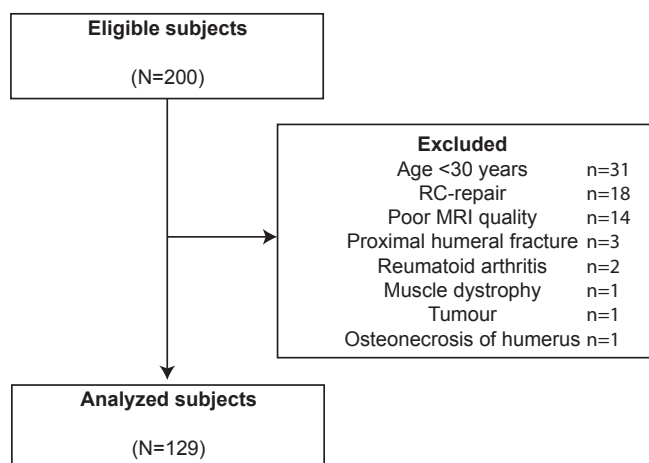 Eligible subjects
(N=200)
Excluded
Age <30 years n=31
RC-repair n=18
Poor MRI quality n=14
Proximal humeral fracture n=3
Reumatoid arthritis n=2
Muscle dystrophy n=1
Tumour n=1
Osteonecrosis of humerus n=1
Analyzed subjects
(N=129)